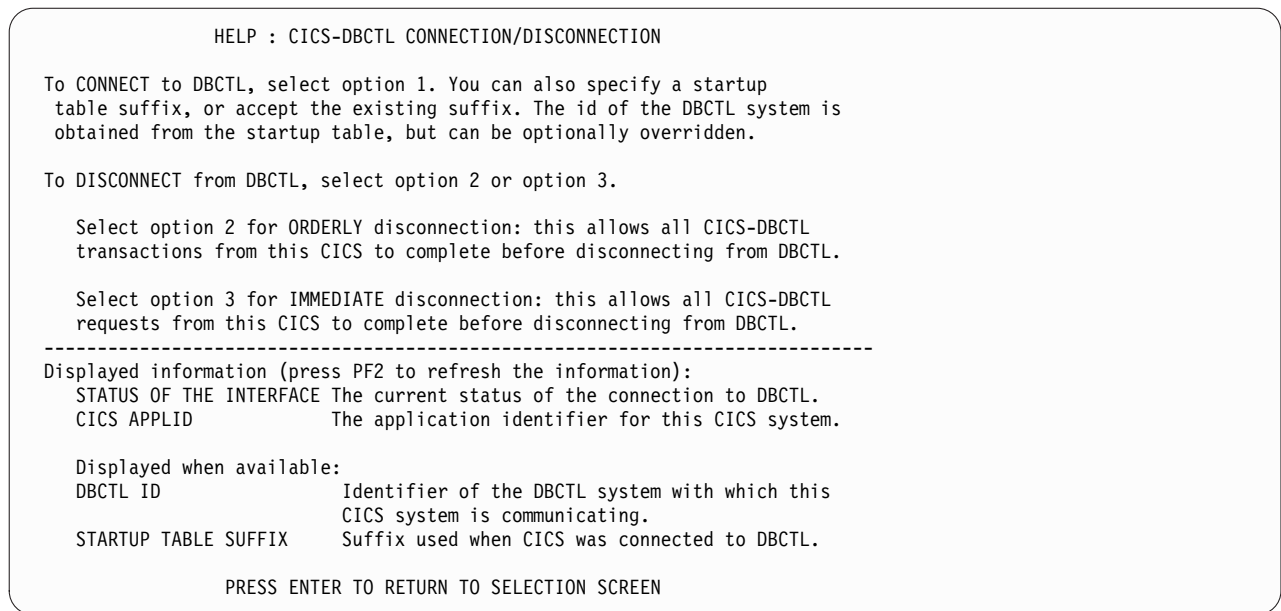 HELP : CICS-DBCTL CONNECTION/DISCONNECTION
To CONNECT to DBCTL, select option 1. You can also specify a startup
table suffix, or accept the existing suffix. The id of the DBCTL system is
obtained from the startup table, but can be optionally overridden.
To DISCONNECT from DBCTL, select option 2 or option 3.
Select option 2 for ORDERLY disconnection: this allows all CICS-DBCTL
transactions from this CICS to complete before disconnecting from DBCTL.
Select option 3 for IMMEDIATE disconnection: this allows all CICS-DBCTL
requests from this CICS to complete before disconnecting from DBCTL.
------------------------------------------------------------------------------
Displayed information (press PF2 to refresh the information):
STATUS OF THE INTERFACE The current status of the connection to DBCTL.
CICS APPLID The application identifier for this CICS system.
Displayed when available:
DBCTL ID Identifier of the DBCTL system with which this
CICS system is communicating.
STARTUP TABLE SUFFIX Suffix used when CICS was connected to DBCTL.
PRESS ENTER TO RETURN TO SELECTION SCREEN